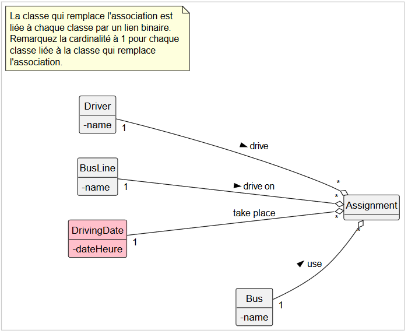 La classe qui remplace l'association est
liée à chaque classe par un lien binaire.
Remarquez la cardinalité à 1 pour chaque
classe liée à la classe qui remplace
l'association.
Driver
-name
1
drive
*
BusLine
-name
1
drive on
*
Assignment
DrivingDate
-dateHeure
1
take place
*
*
use
Bus
-name
1